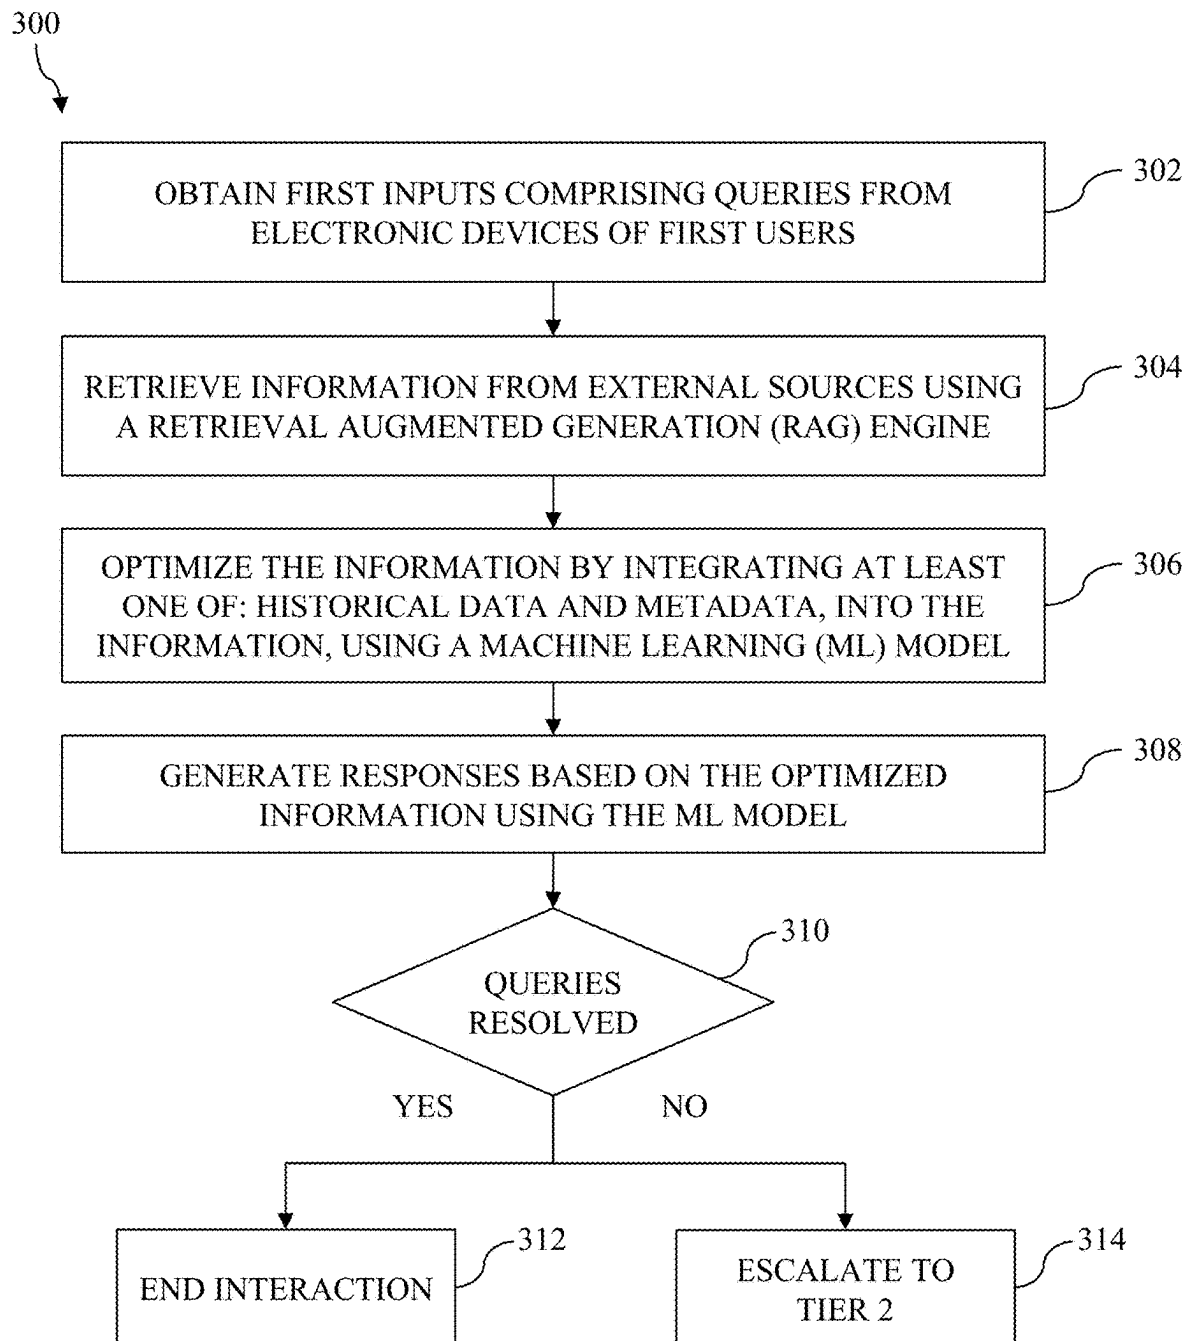 300
OBTAIN FIRST INPUTS COMPRISING QUERIES FROM
ELECTRONIC DEVICES OF FIRST USERS
302
RETRIEVE INFORMATION FROM EXTERNAL SOURCES USING
A RETRIEVAL AUGMENTED GENERATION (RAG) ENGINE
304
OPTIMIZE THE INFORMATION BY INTEGRATING AT LEAST
ONE OF: HISTORICAL DATA AND METADATA, INTO THE
INFORMATION, USING A MACHINE LEARNING (ML) MODEL
306
GENERATE RESPONSES BASED ON THE OPTIMIZED
INFORMATION USING THE ML MODEL
308
QUERIES
RESOLVED
310
YES
NO
END INTERACTION
312
ESCALATE TO
TIER 2
314